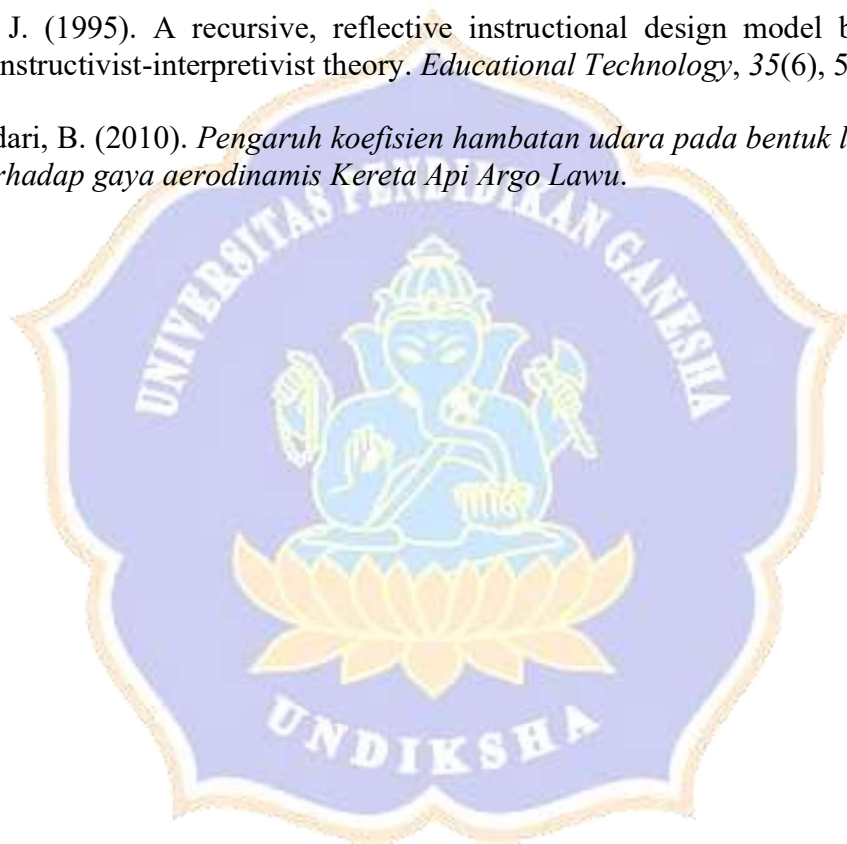 J. (1995). A recursive, reflective instructional design model b
nstructivist-interpretivist theory. Educational Technology, 35(6), 5
dari, B. (2010). Pengaruh koefisien hambatan udara pada bentuk l
rhadap gaya aerodinamis Kereta Api Argo Lawu.
UNIVERSITAS PENDIDIKAN GANESHA
UNDIKSHA